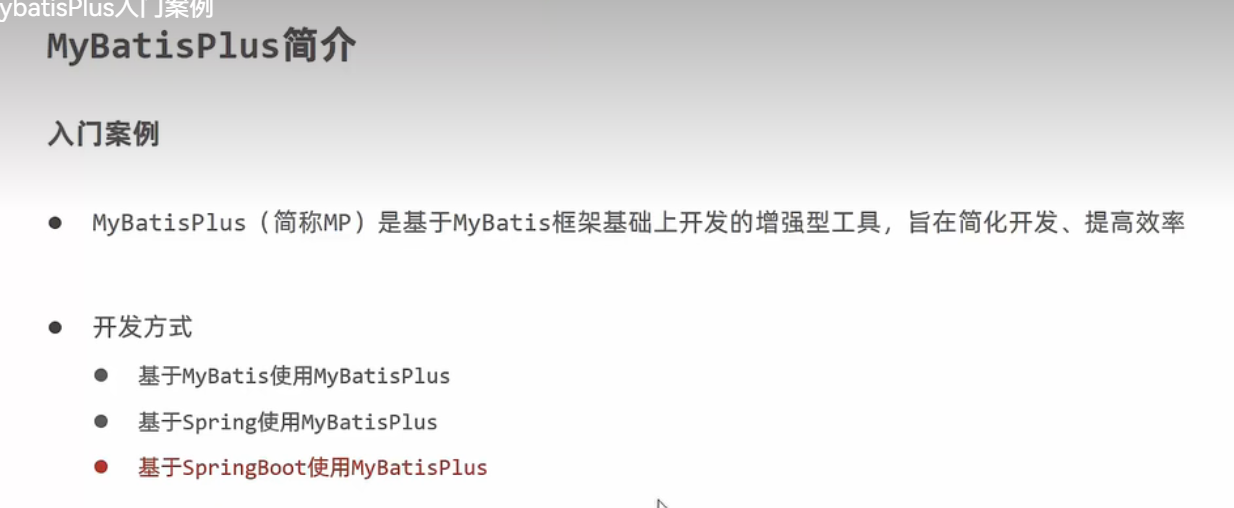 ybatisPlus入门案例
MyBatisPlus简介
入门案例
MyBatisPlus（简称MP）是基于MyBatis框架基础上开发的增强型工具，旨在简化开发、提高效率
开发方式
基于MyBatis使用MyBatisPlus
基于Spring使用MyBatisPlus
基于SpringBoot使用MyBatisPlus